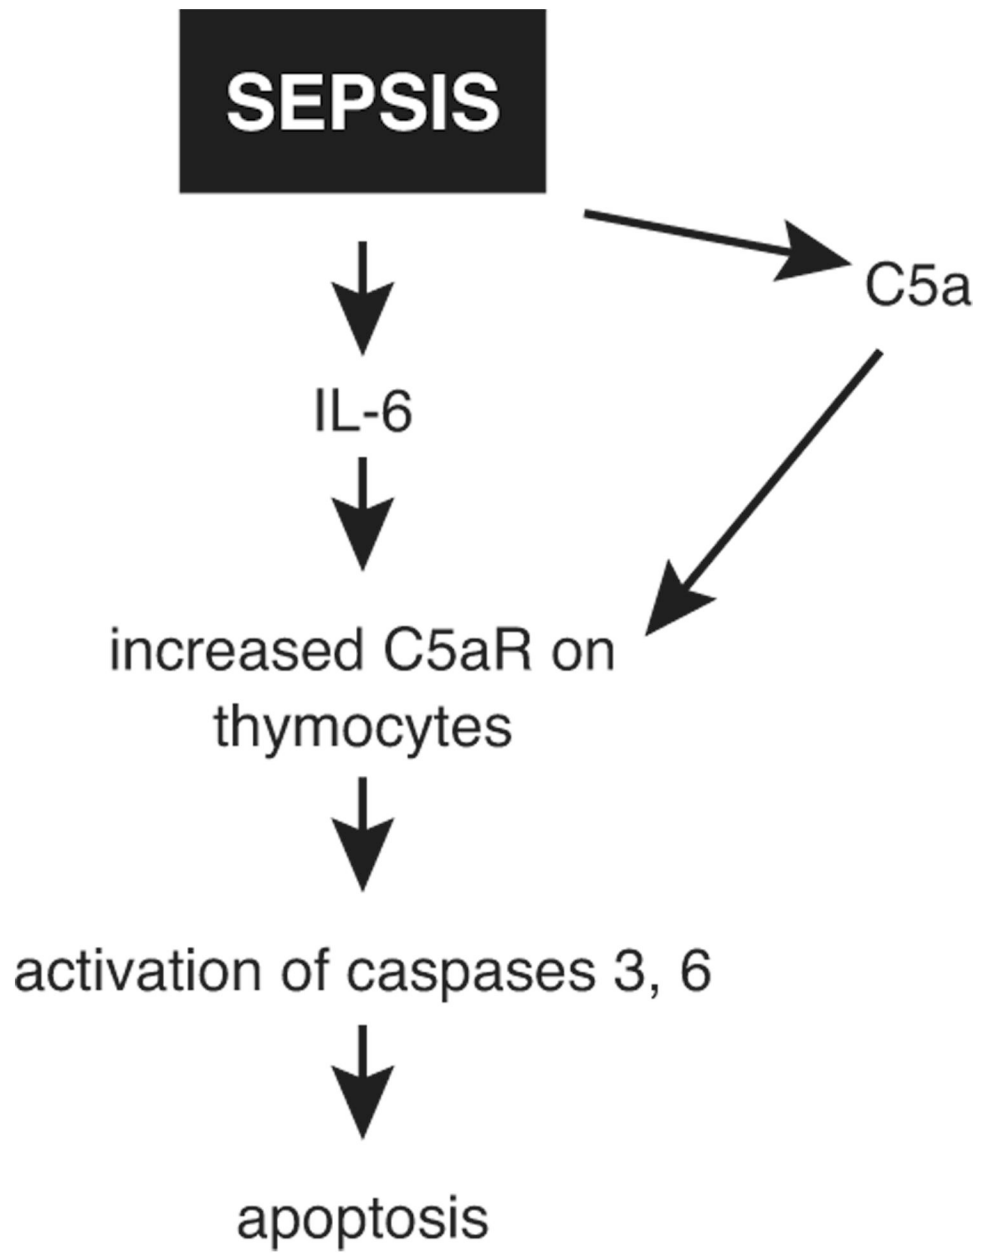 SEPSIS
C5a
IL-6
increased C5aR on
thymocytes
activation of caspases 3, 6
apoptosis